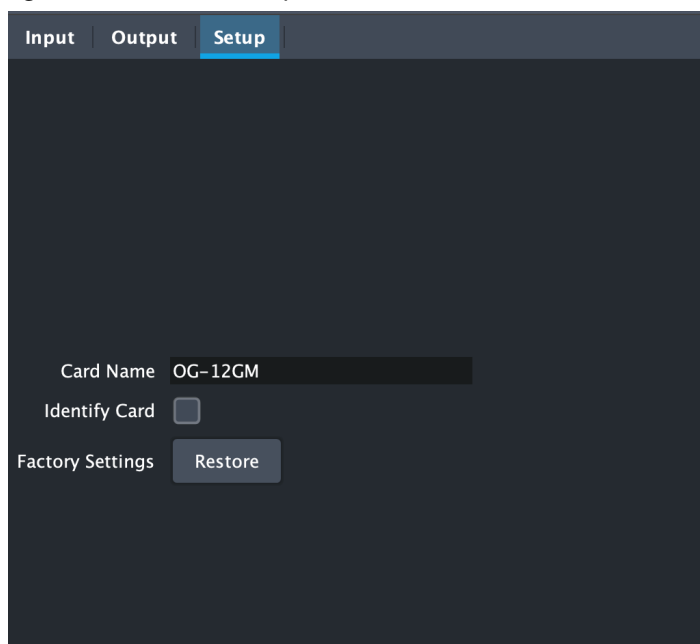 Input Output Setup
Card Name OG-12GM
Identify Card
Factory Settings Restore